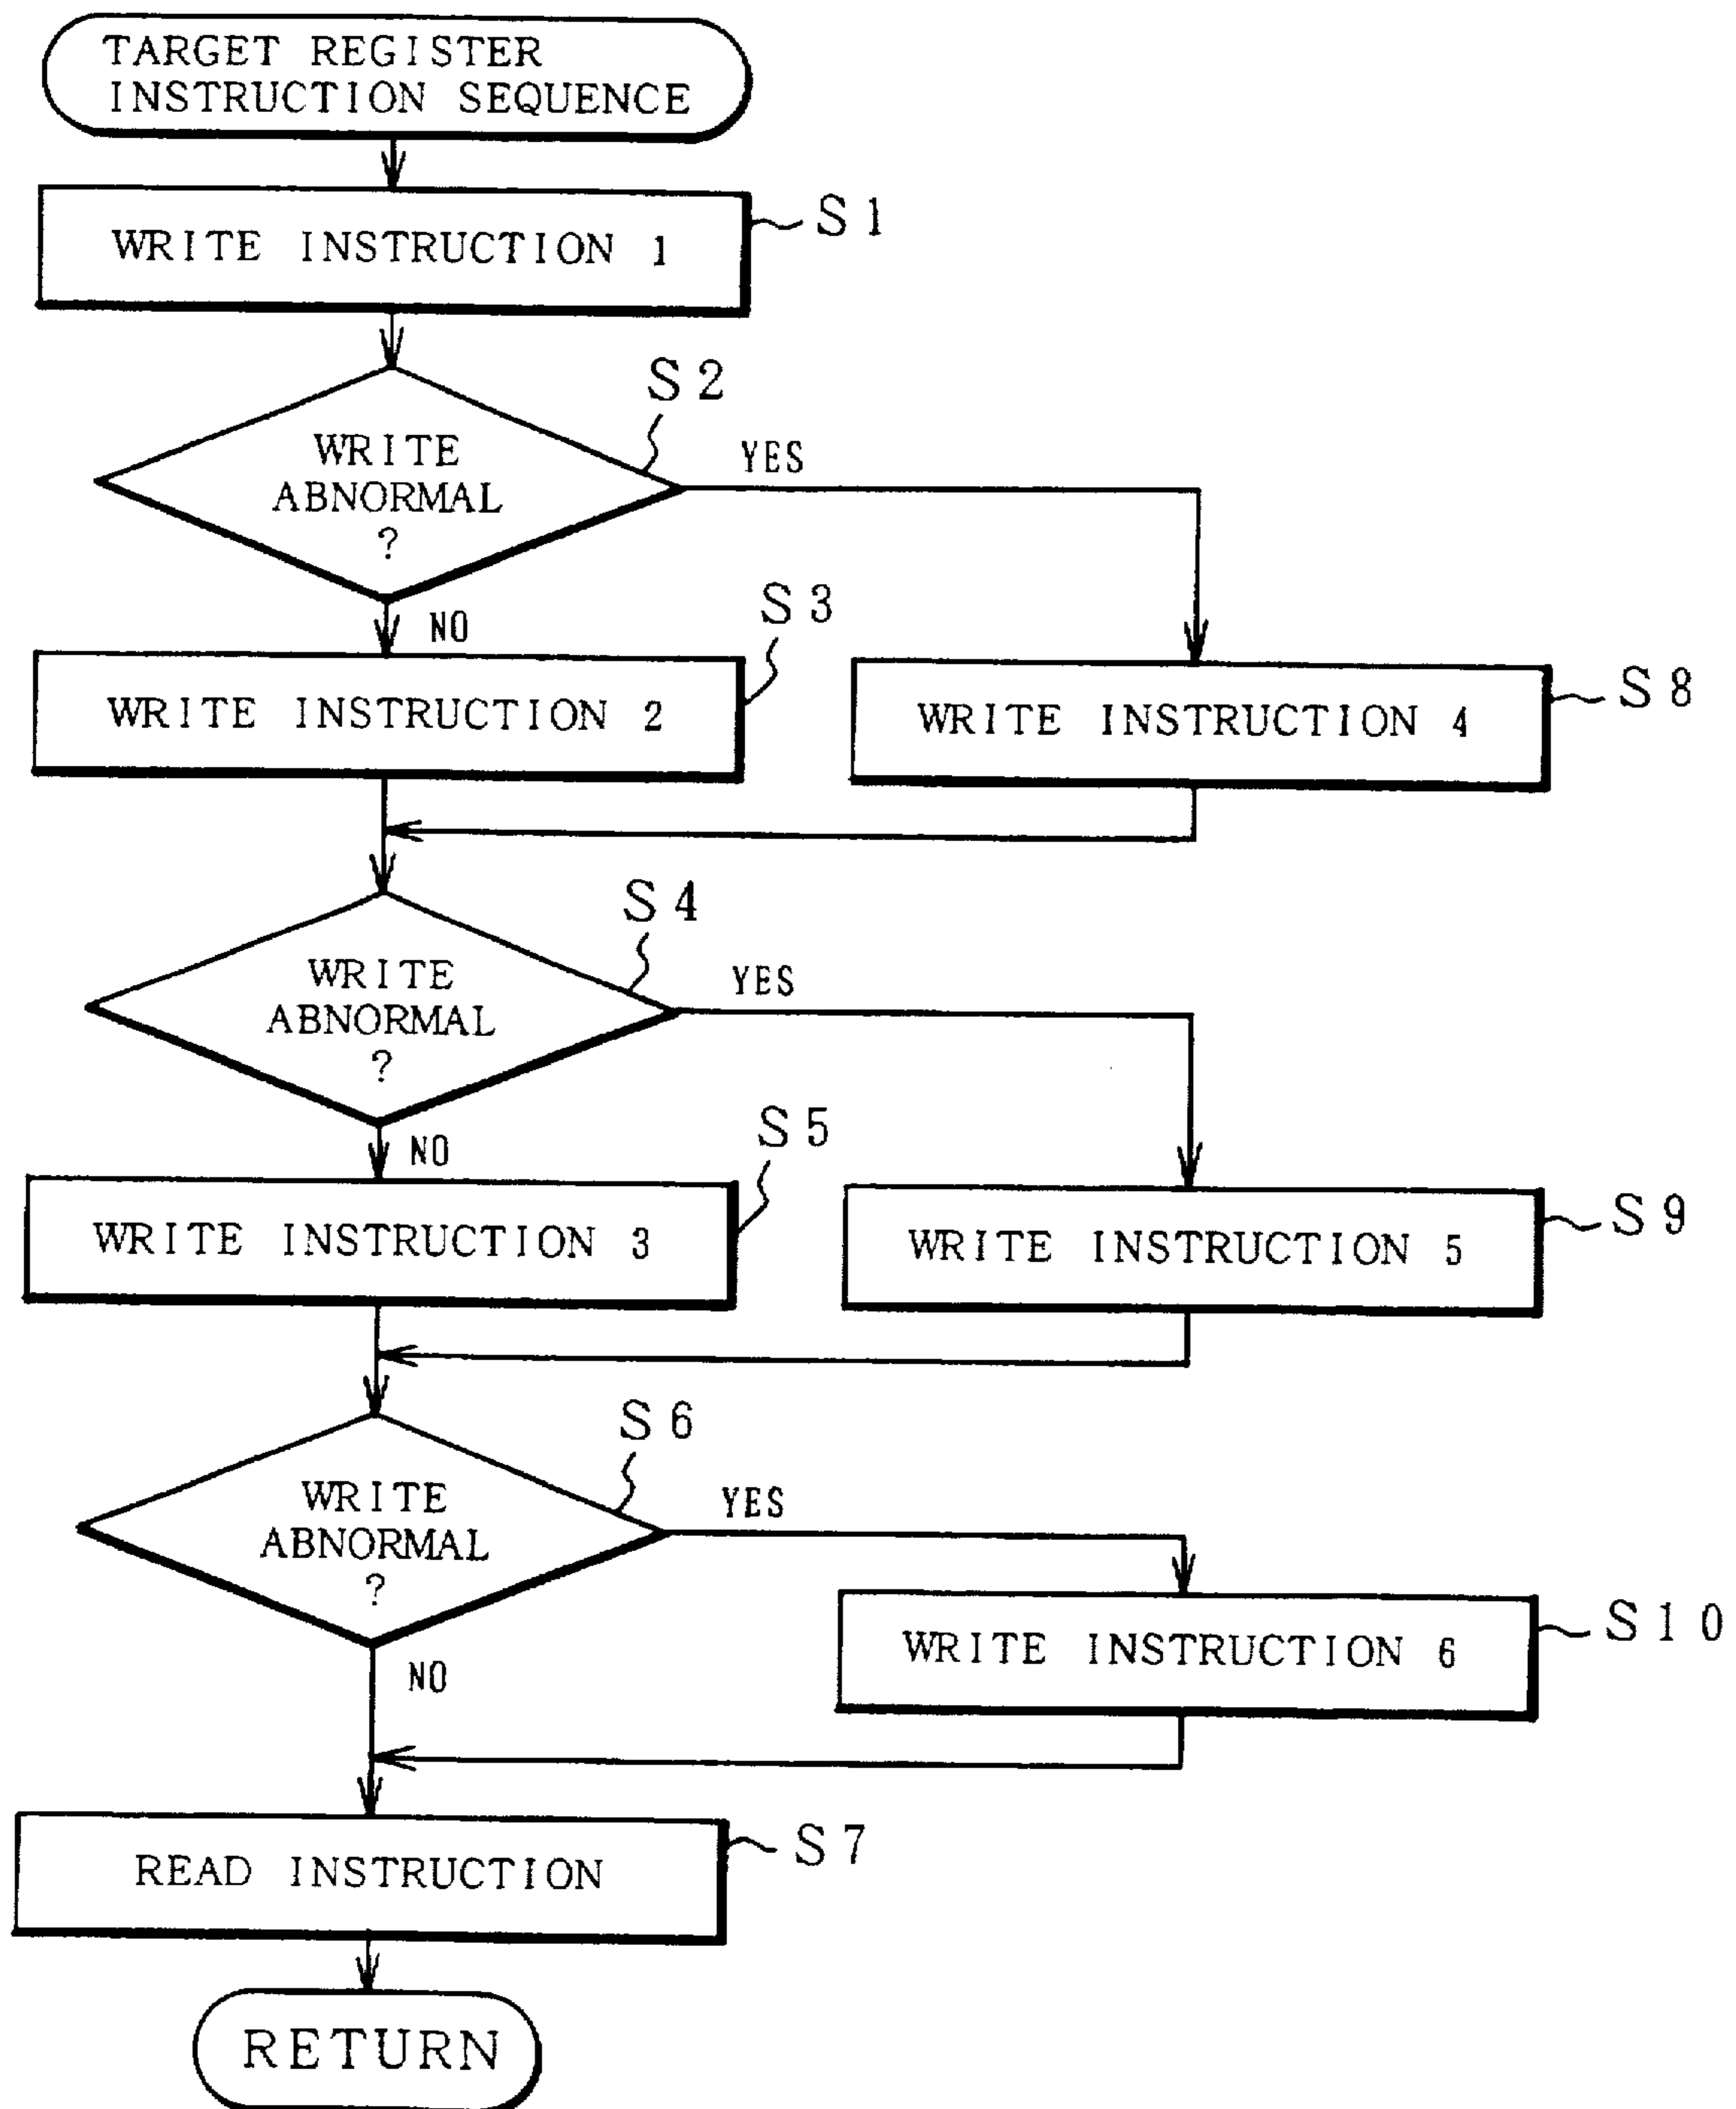 TARGET REGISTER
INSTRUCTION SEQUENCE
WRITE INSTRUCTION 1
S1
S2
WRITE
ABNORMAL
?
YES
NO
S3
WRITE INSTRUCTION 2
WRITE INSTRUCTION 4
S8
S4
WRITE
ABNORMAL
?
YES
NO
S5
WRITE INSTRUCTION 3
WRITE INSTRUCTION 5
S9
S6
WRITE
ABNORMAL
?
YES
NO
WRITE INSTRUCTION 6
S10
READ INSTRUCTION
S7
RETURN